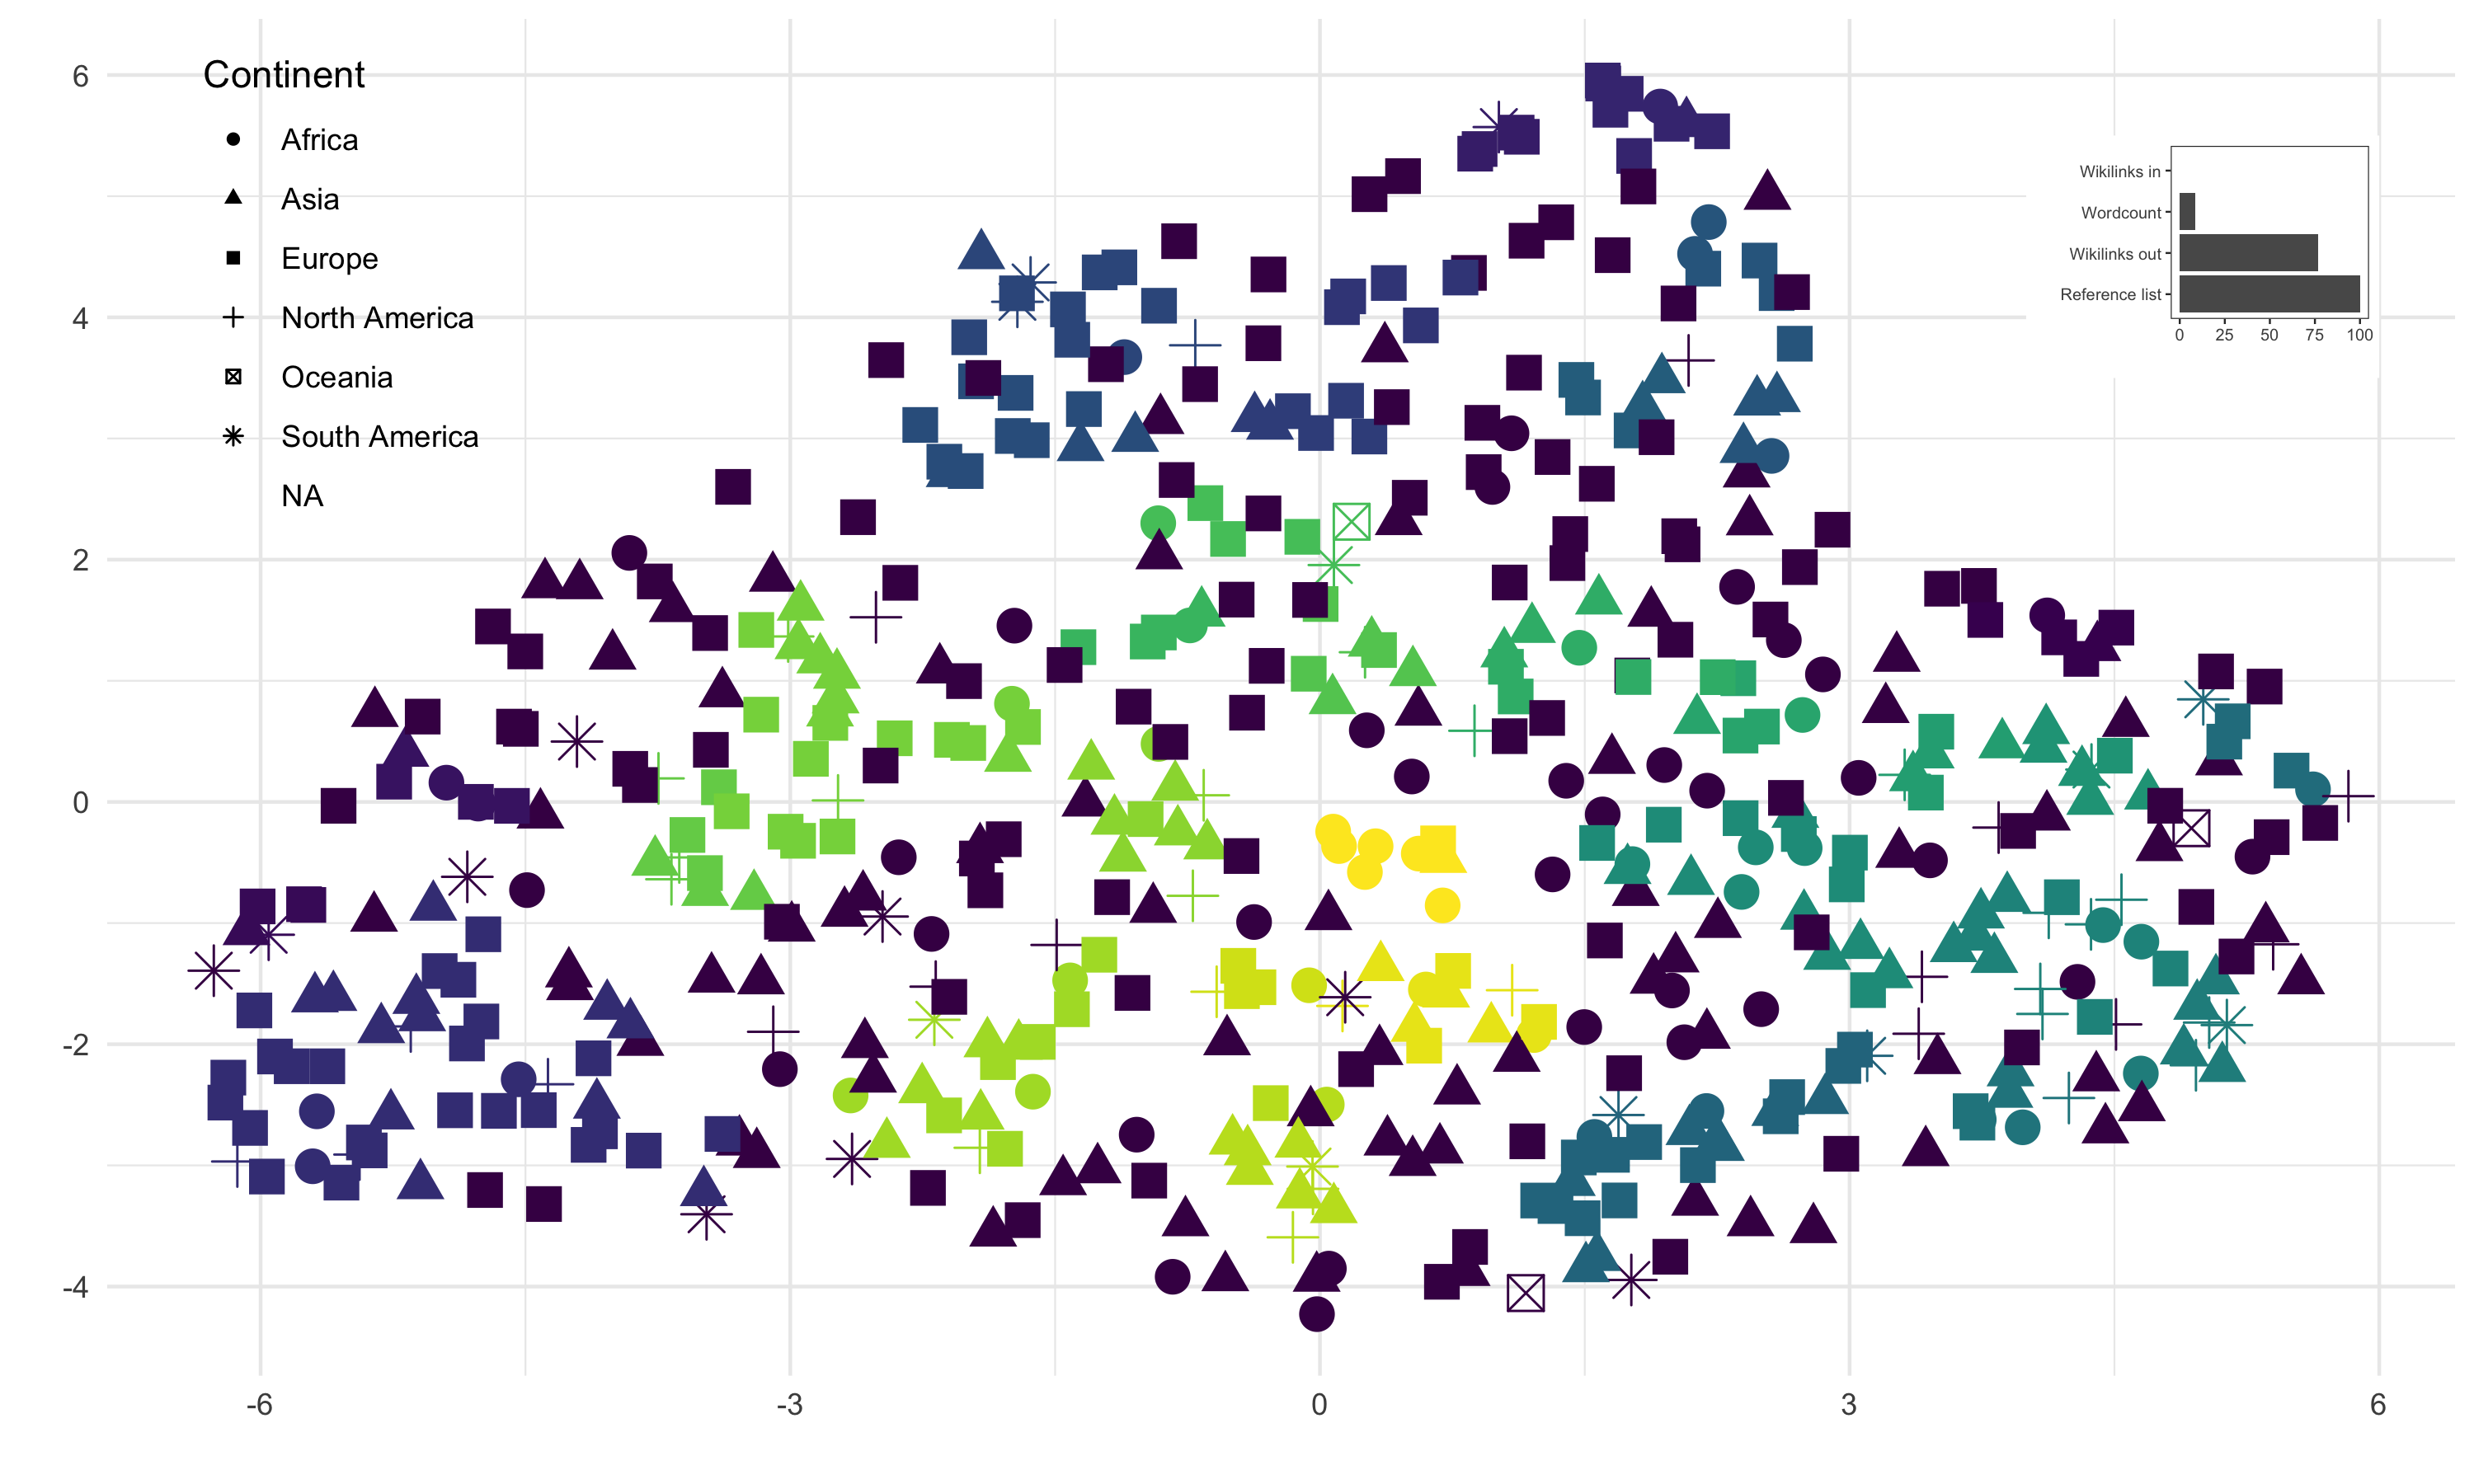 6
4
2
0
-2
-4
Continent
Africa
Asia
Europe
North America
Oceania
South America
NA
Wikilinks in
Wordcount
Wikilinks out
Reference list
0 25 50 75 100
-6 -3 0 3 6